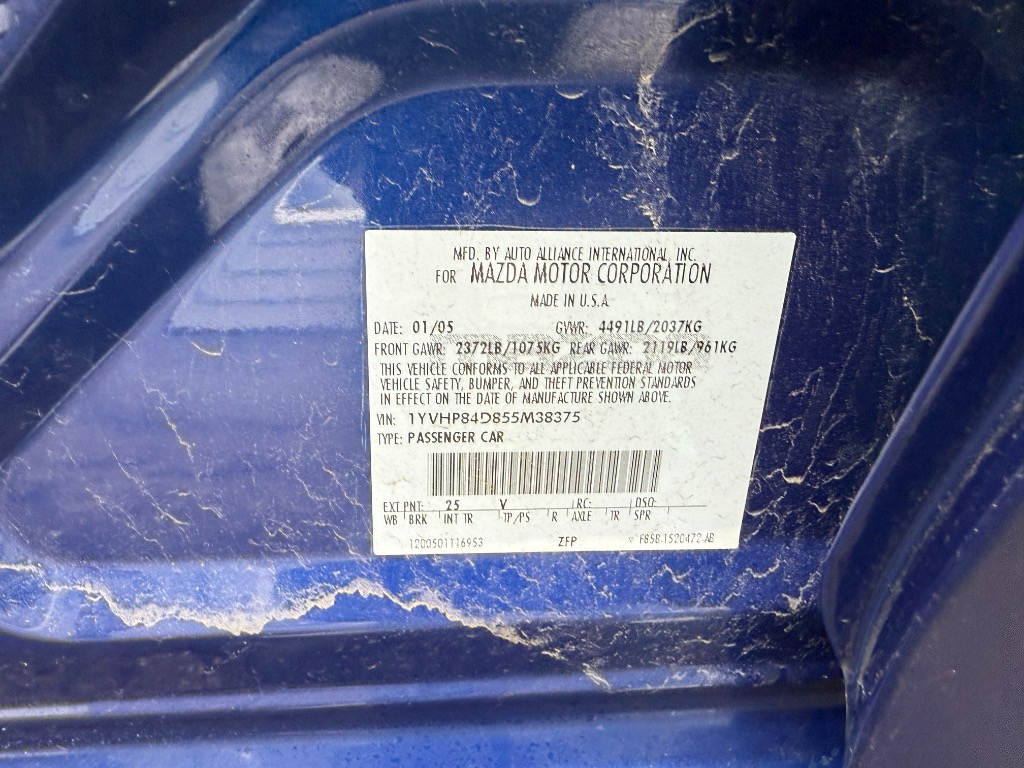 MFD. BY AUTO ALLIANCE INTERNATIONAL, INC.
FOR MAZDA MOTOR CORPORATION
MADE IN U.S.A.
DATE: 01/05 GVWR: 4491LB/2037KG
FRONT GAWR: 2372LB/1075KG REAR GAWR: 2119LB/961KG
THIS VEHICLE CONFORMS TO ALL APPLICABLE FEDERAL MOTOR
VEHICLE SAFETY, BUMPER, AND THEFT PREVENTION STANDARDS
IN EFFECT ON THE DATE OF MANUFACTURE SHOWN ABOVE.
VIN: 1YVHP84D855M38375
TYPE: PASSENGER CAR
EXT PNT: 25 V RC: DSO:
WB BRK INT TR TP/PS R AXLE TR SPR
1200501116953 ZFP